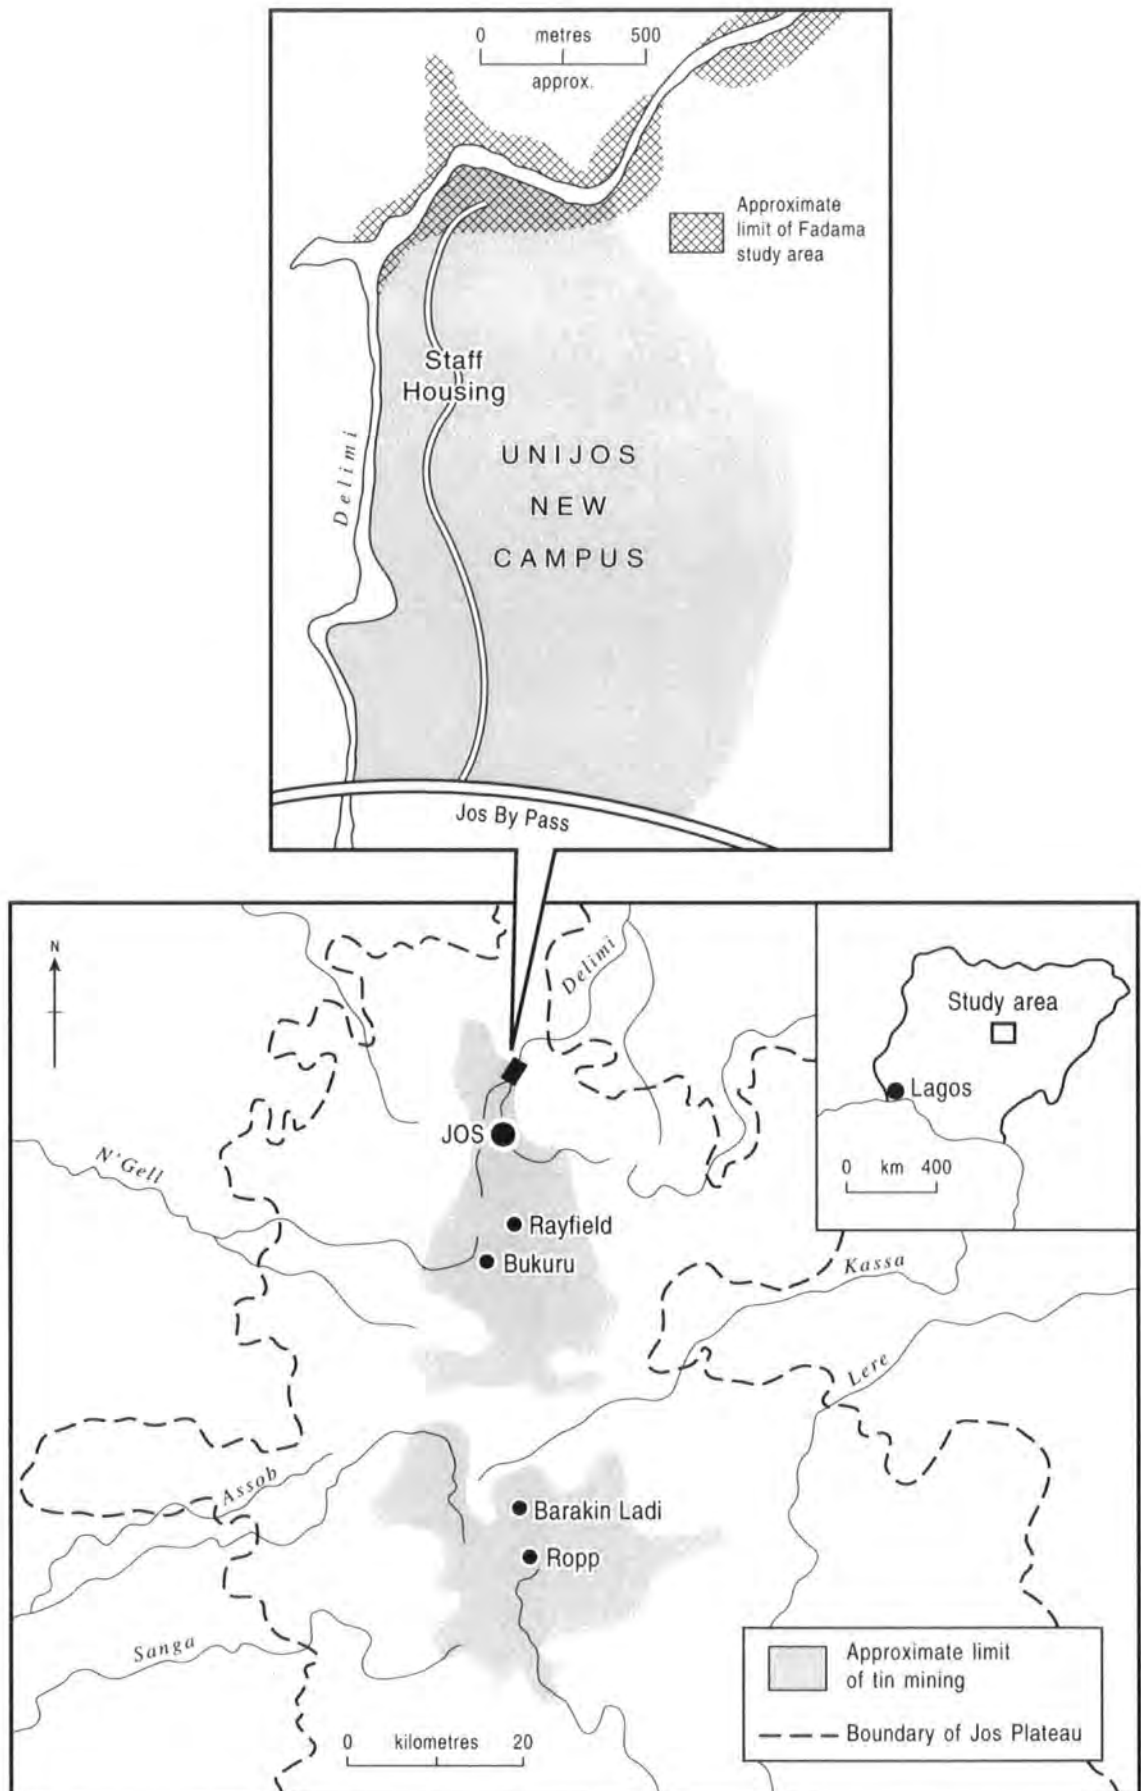 0 metres 500
approx.
Approximate
limit of Fadama
study area
Staff
Housing
Delimi
UNIJOS
NEW
CAMPUS
Jos By Pass
N
Delimi
Study area
Lagos
0 km 400
JOS
N'Gell
Rayfield
Bukuru
Kassa
Lere
Assob
Barakin Ladi
Ropp
Sanga
Approximate limit
of tin mining
Boundary of Jos Plateau
0 kilometres 20